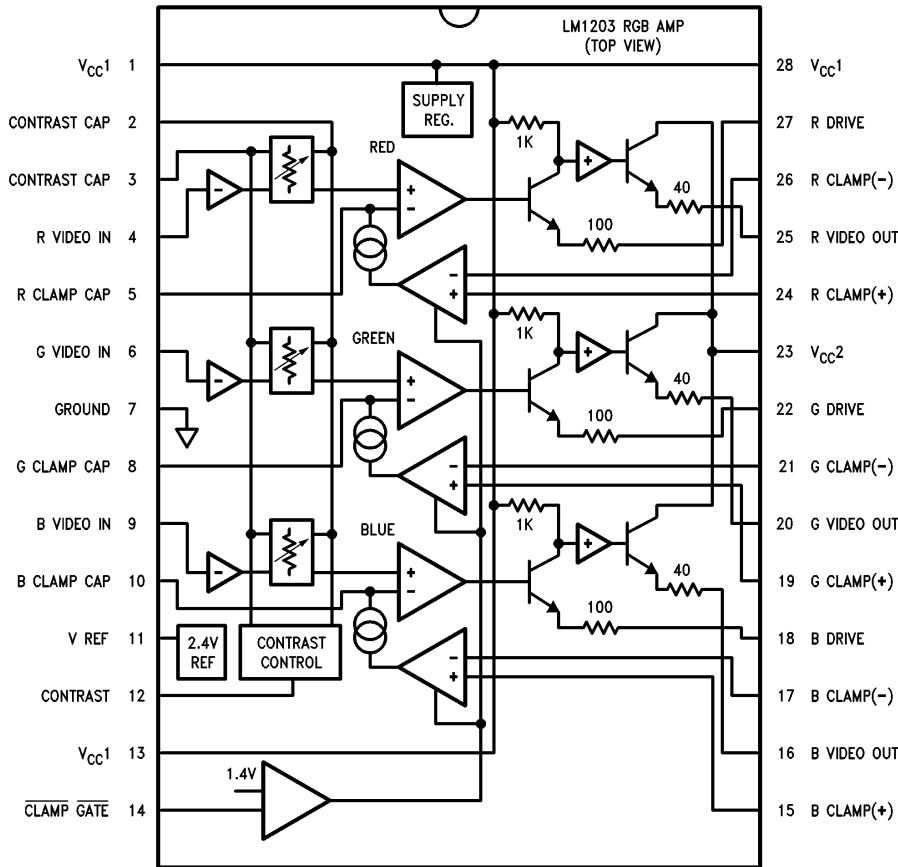 LM1203 RGB AMP
(TOP VIEW)
VCC1 1
28 VCC1
SUPPLY
REG.
CONTRAST CAP 2
27 R DRIVE
1K
RED
CONTRAST CAP 3
26 R CLAMP(−)
40
+
−
−
+
100
R VIDEO IN 4
25 R VIDEO OUT
R CLAMP CAP 5
24 R CLAMP(+)
−
+
1K
GREEN
G VIDEO IN 6
23 VCC2
40
+
−
−
+
100
GROUND 7
22 G DRIVE
G CLAMP CAP 8
21 G CLAMP(−)
−
+
1K
B VIDEO IN 9
20 G VIDEO OUT
BLUE
40
+
−
−
+
B CLAMP CAP 10
19 G CLAMP(+)
100
V REF 11
2.4V
REF
CONTRAST
CONTROL
18 B DRIVE
−
+
CONTRAST 12
17 B CLAMP(−)
VCC1 13
16 B VIDEO OUT
1.4V
CLAMP GATE 14
15 B CLAMP(+)